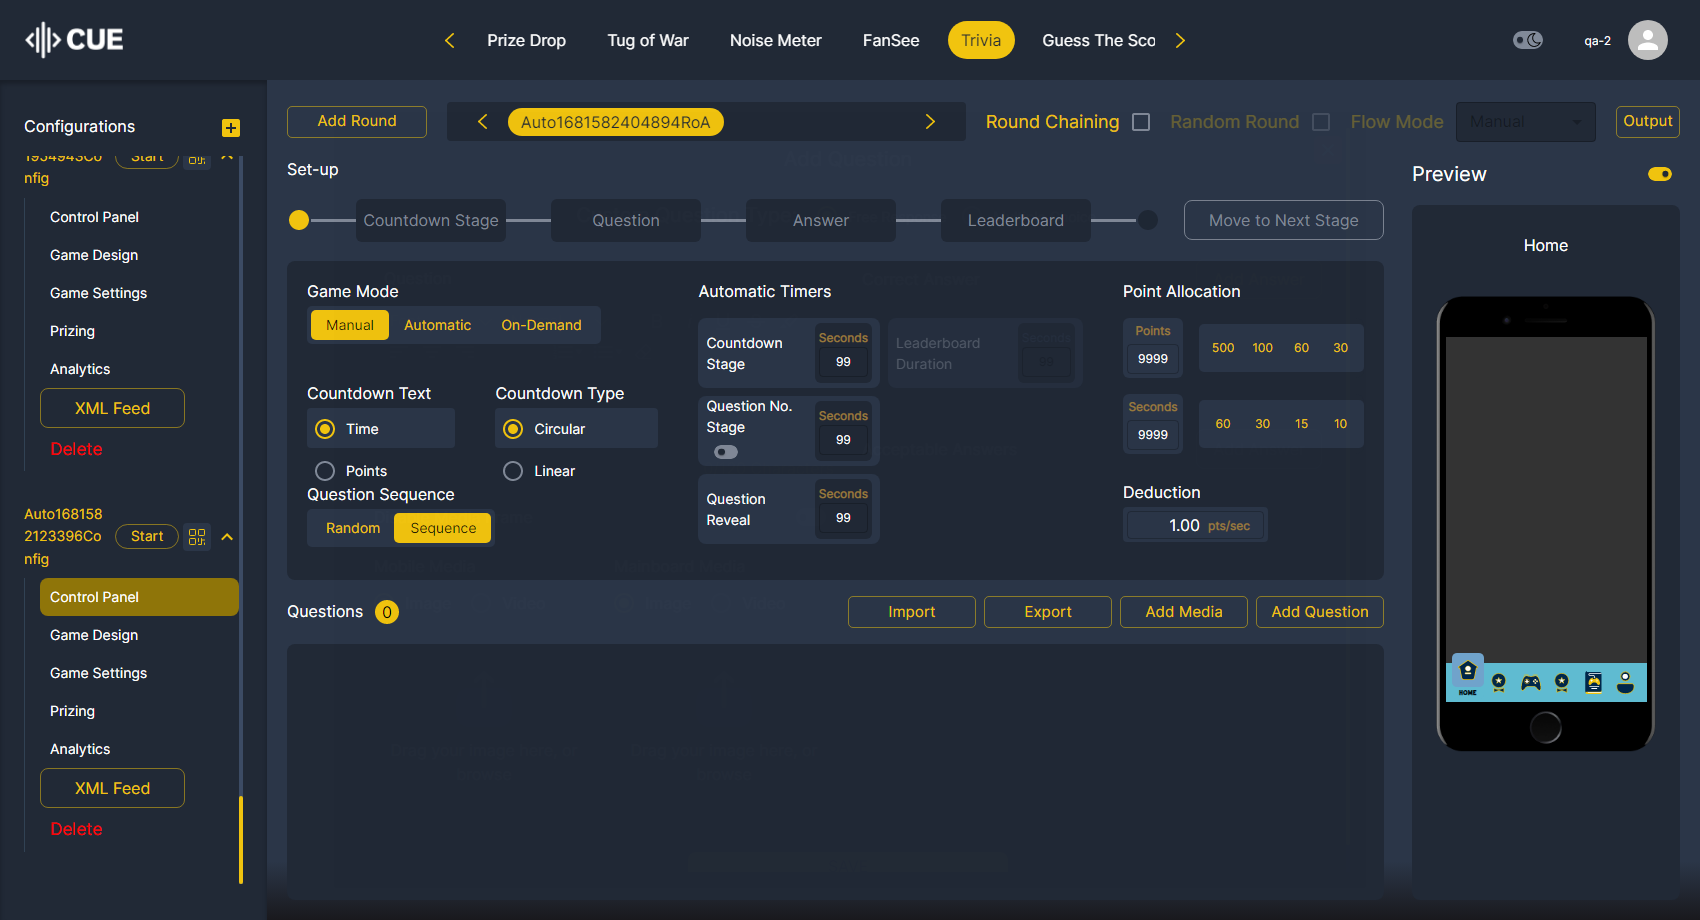 CUE
Prize Drop
Tug of War
Noise Meter
FanSee
Trivia
Guess The Sco
qa-2
Configurations
1954943Co
nfig
Start
Control Panel
Game Design
Game Settings
Prizing
Analytics
XML Feed
Delete
Auto168158
2123396Co
nfig
Start
Control Panel
Game Design
Game Settings
Prizing
Analytics
XML Feed
Delete
Add Round
Auto1681582404894RoA
Round Chaining
Random Round
Flow Mode
Manual
Output
Set-up
Countdown Stage
Question
Answer
Leaderboard
Move to Next Stage
Game Mode
Manual
Automatic
On-Demand
Countdown Text
Time
Points
Countdown Type
Circular
Linear
Question Sequence
Random
Sequence
Automatic Timers
Countdown
Stage
Seconds
99
Leaderboard
Duration
Seconds
99
Question No.
Stage
Seconds
99
Question
Reveal
Seconds
99
Point Allocation
Points
9999
500
100
60
30
Seconds
9999
60
30
15
10
Deduction
1.00
pts/sec
Questions
0
Import
Export
Add Media
Add Question
Preview
Home
HOME